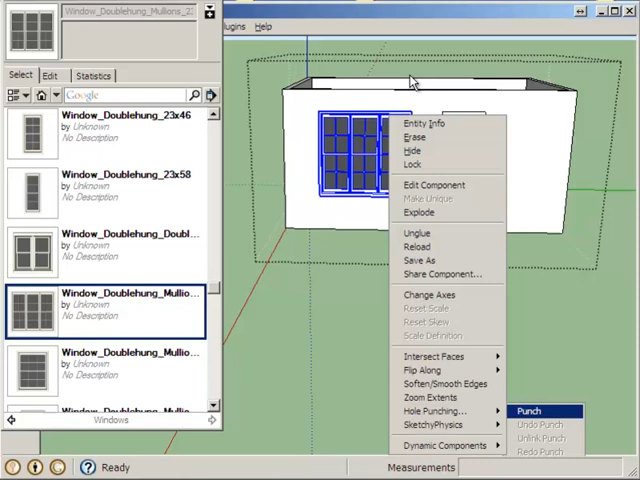 Window_Doublehung_Mullions_23
Plugins Help
Select Edit Statistics
Google
Window_Doublehung_23x46
by Unknown
No Description
Window_Doublehung_23x58
by Unknown
No Description
Window_Doublehung_Doubl...
by Unknown
No Description
Window_Doublehung_Mullio...
by Unknown
No Description
Window_Doublehung_Mullio...
by Unknown
No Description
Window_Doublehung_Mullio...
Windows
Entity Info
Erase
Hide
Lock
Edit Component
Make Unique
Explode
Unglue
Reload
Save As
Share Component...
Change Axes
Reset Scale
Reset Skew
Scale Definition
Intersect Faces
Flip Along
Soften/Smooth Edges
Zoom Extents
Hole Punching...
SketchyPhysics
Dynamic Components
Punch
Undo Punch
Unlink Punch
Redo Punch
Ready
Measurements